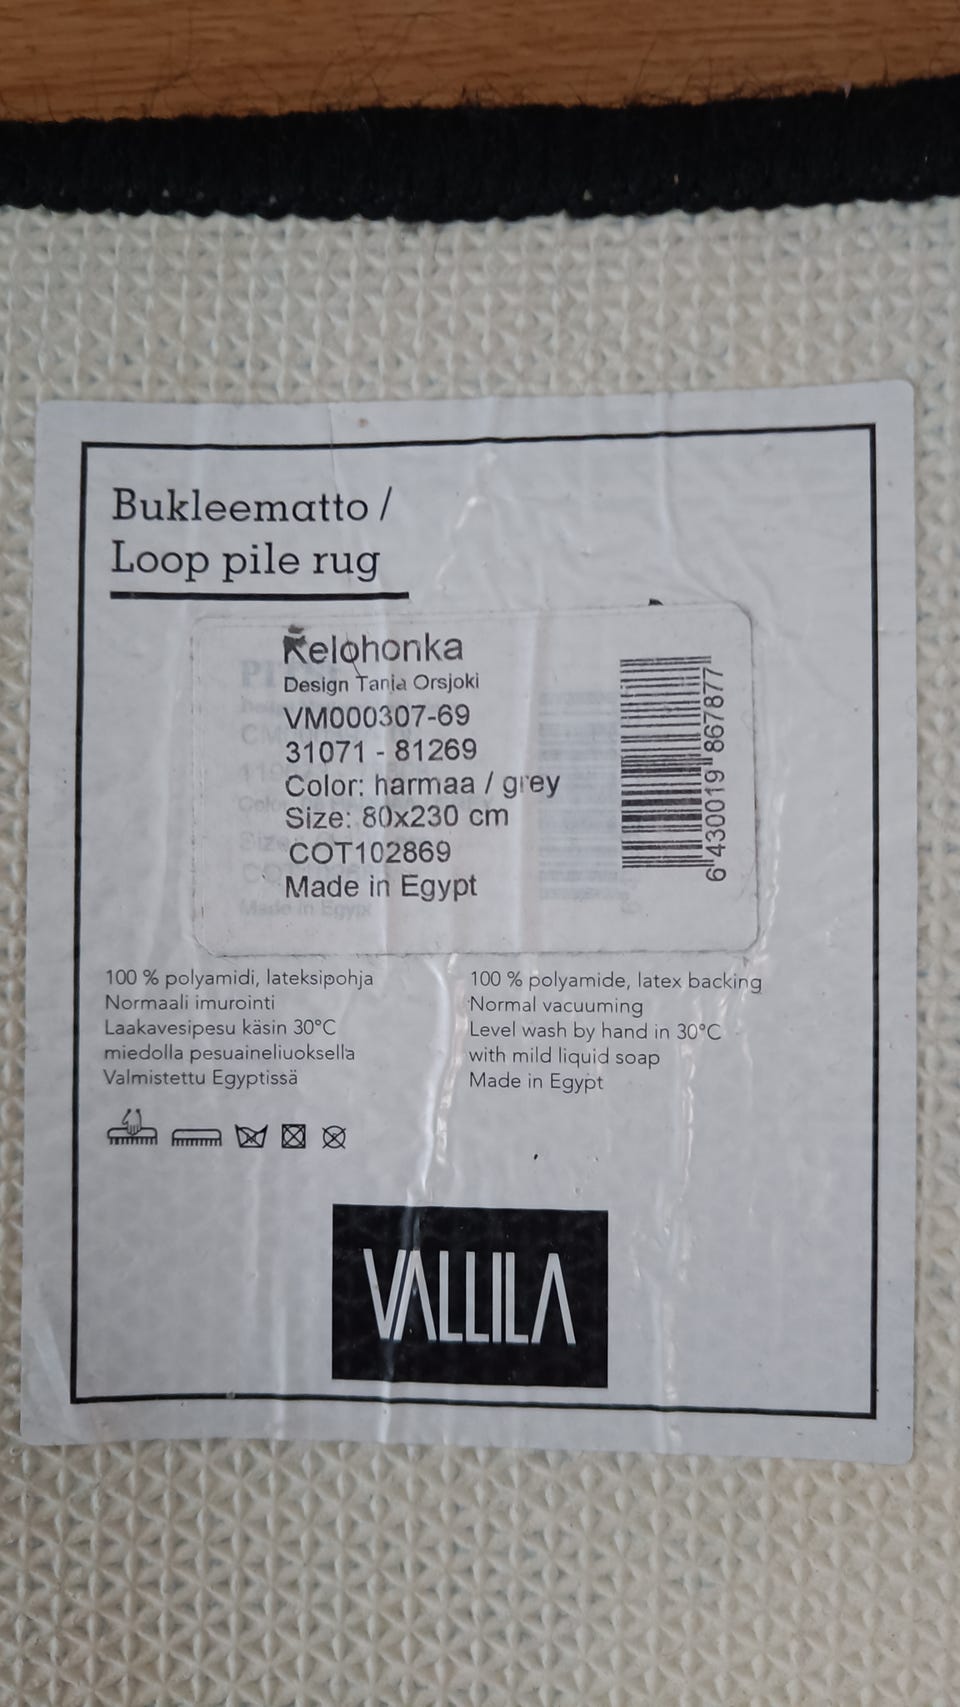 Bukleematto /
Loop pile rug
Kelohonka
Design Tanja Orsjoki
VM000307-69
31071 - 81269
Color: harmaa / grey
Size: 80x230 cm
COT102869
Made in Egypt
6 430019 867877
100 % polyamidi, lateksipohja
Normaali imurointi
Laakavesipesu käsin 30°C
miedolla pesuaineliuoksella
Valmistettu Egyptissä
100 % polyamide, latex backing
Normal vacuuming
Level wash by hand in 30°C
with mild liquid soap
Made in Egypt
VALLILA